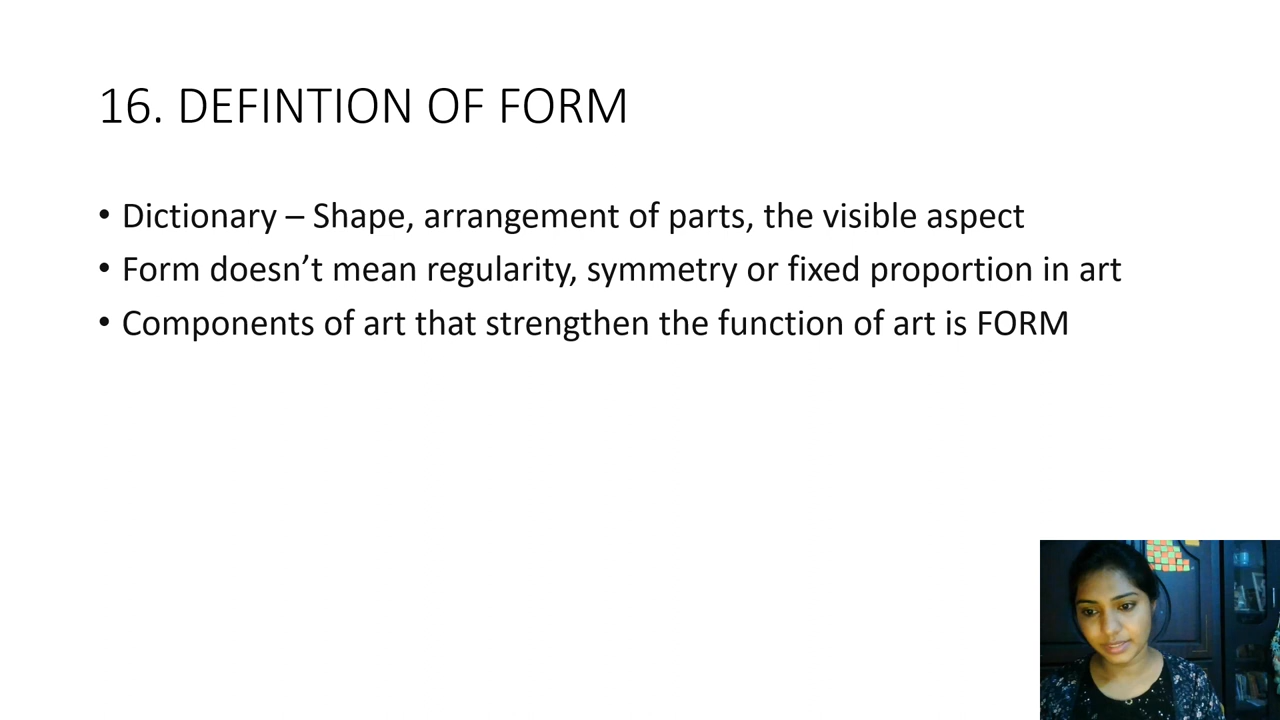 16. DEFINTION OF FORM
• Dictionary – Shape, arrangement of parts, the visible aspect
• Form doesn’t mean regularity, symmetry or fixed proportion in art
• Components of art that strengthen the function of art is FORM